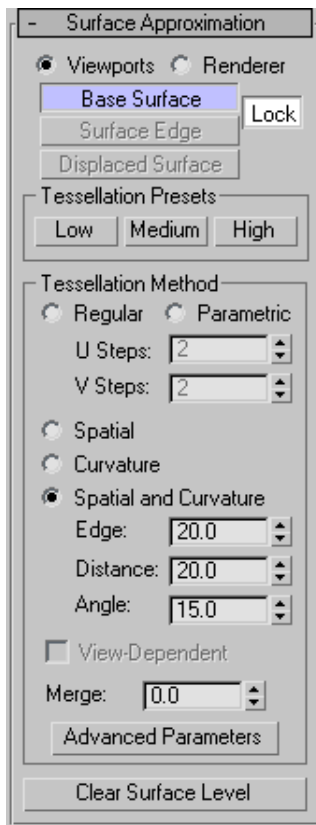 - Surface Approximation
Viewports Renderer
Base Surface
Lock
Surface Edge
Displaced Surface
Tessellation Presets
Low Medium High
Tessellation Method
Regular Parametric
U Steps: 2
V Steps: 2
Spatial
Curvature
Spatial and Curvature
Edge: 20.0
Distance: 20.0
Angle: 15.0
View-Dependent
Merge: 0.0
Advanced Parameters
Clear Surface Level